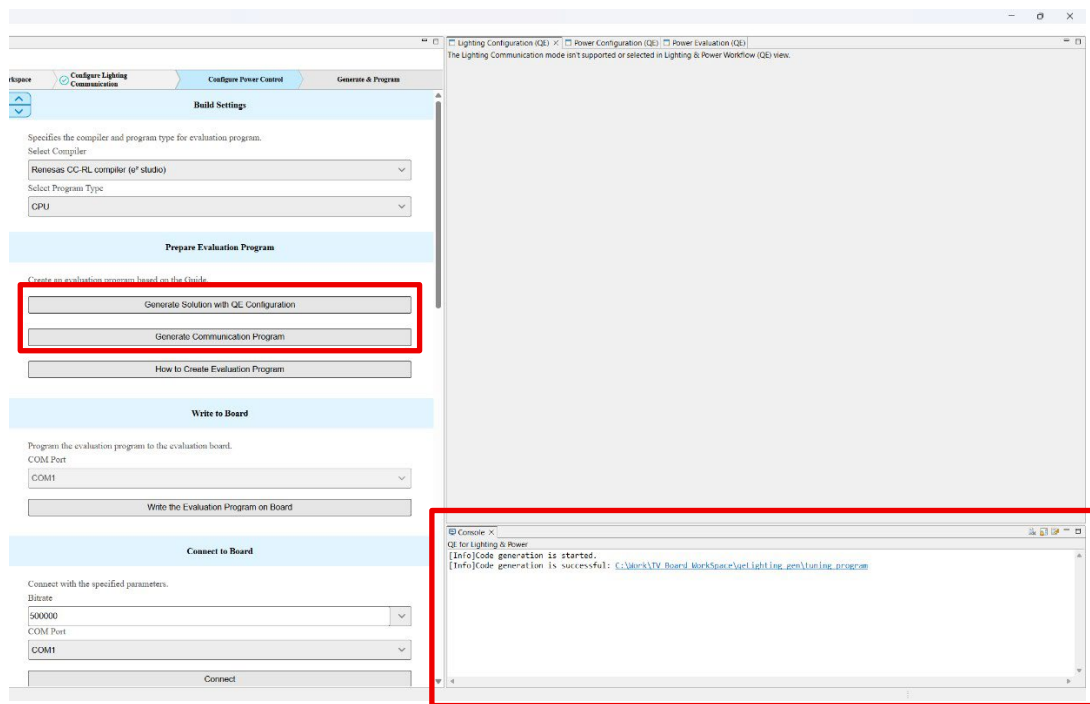 Lighting Configuration (QE) × Power Configuration (QE) Power Evaluation (QE)
The Lighting Communication mode isn't supported or selected in Lighting & Power Workflow (QE) view.
rkspace
Configure Lighting
Communication
Configure Power Control
Generate & Program
Build Settings
Specifies the compiler and program type for evaluation program.
Select Compiler
Renesas CC-RL compiler (e² studio)
Select Program Type
CPU
Prepare Evaluation Program
Create an evaluation program based on the Guide.
Generate Solution with QE Configuration
Generate Communication Program
How to Create Evaluation Program
Write to Board
Program the evaluation program to the evaluation board.
COM Port
COM1
Write the Evaluation Program on Board
Connect to Board
Connect with the specified parameters.
Bitrate
500000
COM Port
COM1
Connect
Console ×
QE for Lighting & Power
[Info]Code generation is started.
[Info]Code generation is successful: C:\Work\TV_Board_WorkSpace\qeLighting_gen\tuning_program